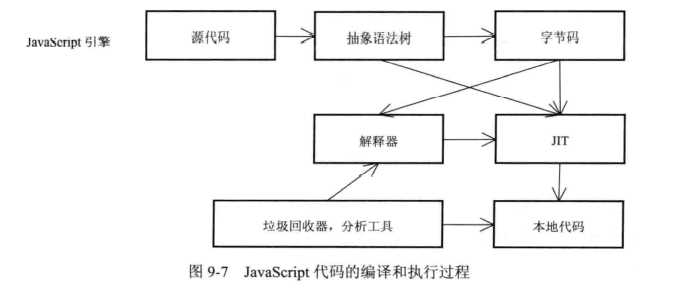 JavaScript 引擎
源代码
抽象语法树
字节码
解释器
JIT
垃圾回收器，分析工具
本地代码
图 9-7 JavaScript 代码的编译和执行过程